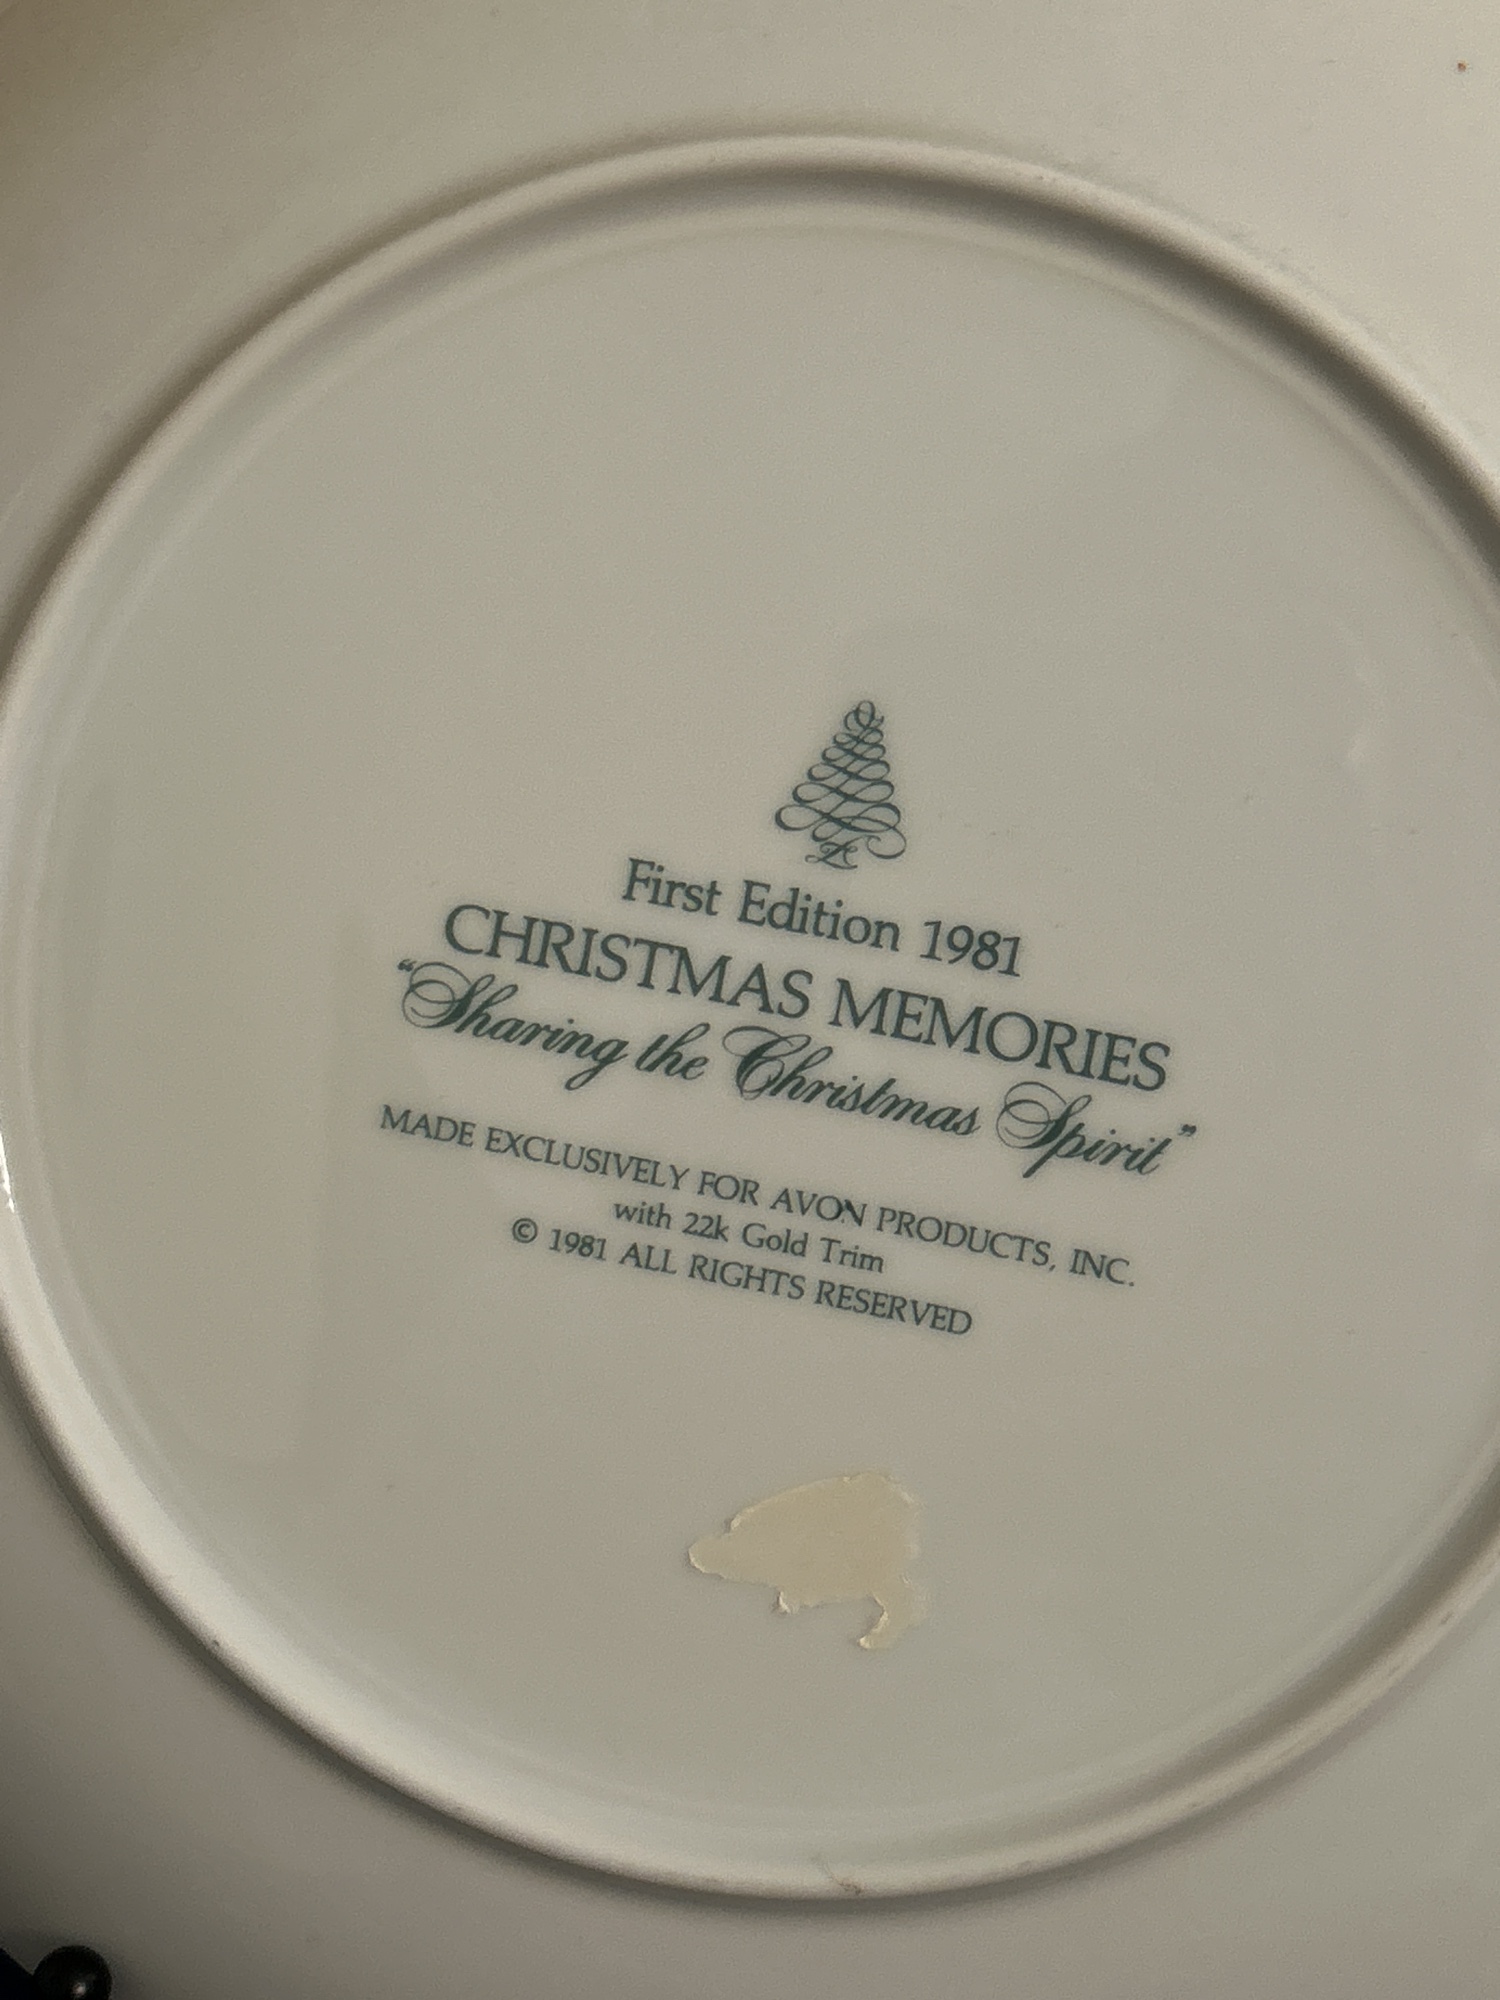 First Edition 1981
CHRISTMAS MEMORIES
“Sharing the Christmas Spirit”
MADE EXCLUSIVELY FOR AVON PRODUCTS, INC.
with 22k Gold Trim
© 1981 ALL RIGHTS RESERVED